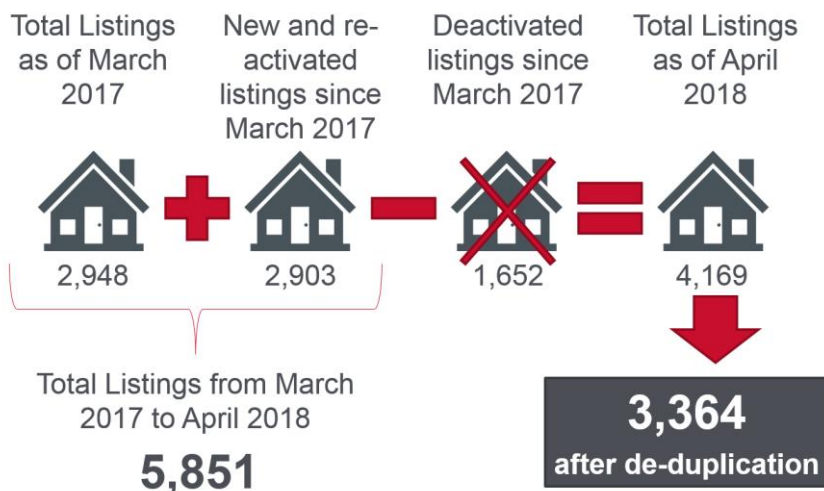 Total Listings
as of March
2017
New and re-
activated
listings since
March 2017
Deactivated
listings since
March 2017
Total Listings
as of April
2018
2,948
2,903
1,652
4,169
Total Listings from March
2017 to April 2018
5,851
3,364
after de-duplication